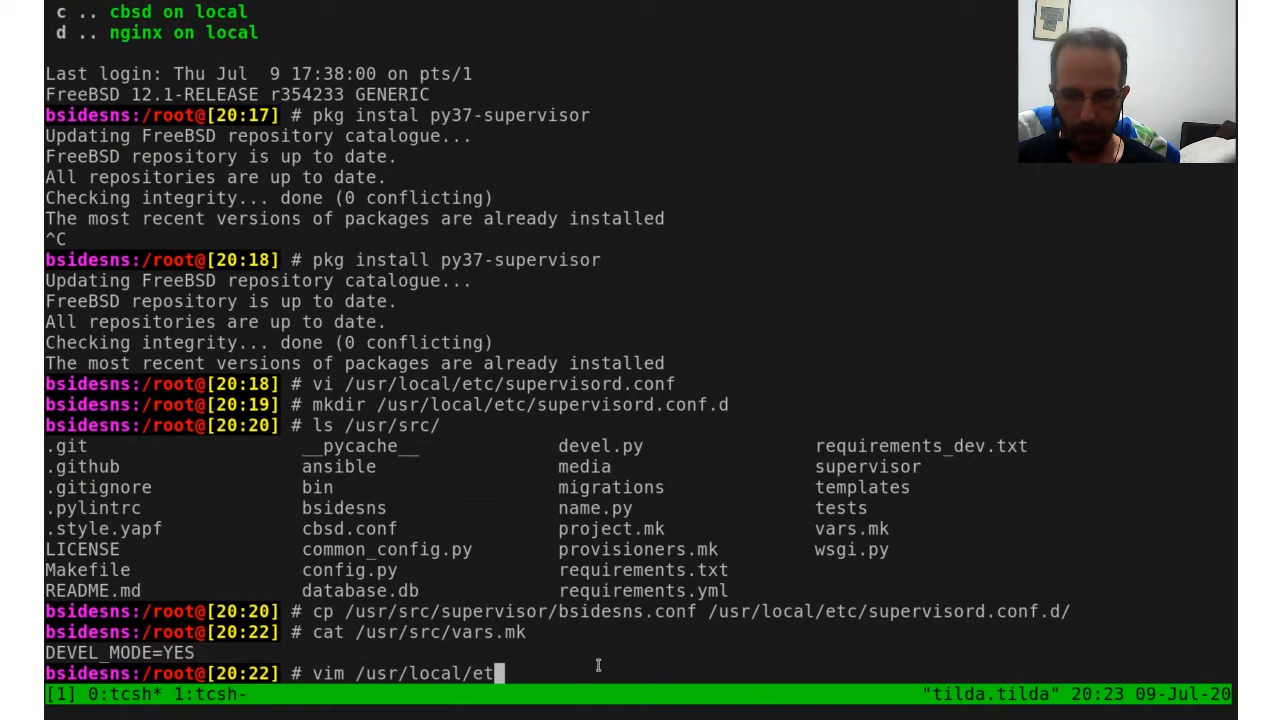 c .. cbsd on local
d .. nginx on local
Last login: Thu Jul  9 17:38:00 on pts/1
FreeBSD 12.1-RELEASE r354233 GENERIC
bsidesns:/root@[20:17] # pkg instal py37-supervisor
Updating FreeBSD repository catalogue...
FreeBSD repository is up to date.
All repositories are up to date.
Checking integrity... done (0 conflicting)
The most recent versions of packages are already installed
^C
bsidesns:/root@[20:18] # pkg install py37-supervisor
Updating FreeBSD repository catalogue...
FreeBSD repository is up to date.
All repositories are up to date.
Checking integrity... done (0 conflicting)
The most recent versions of packages are already installed
bsidesns:/root@[20:18] # vi /usr/local/etc/supervisord.conf
bsidesns:/root@[20:19] # mkdir /usr/local/etc/supervisord.conf.d
bsidesns:/root@[20:20] # ls /usr/src/
.git __pycache__ devel.py requirements_dev.txt
.github ansible media supervisor
.gitignore bin migrations templates
.pylintrc bsidesns name.py tests
.style.yapf cbsd.conf project.mk vars.mk
LICENSE common_config.py provisioners.mk wsgi.py
Makefile config.py requirements.txt
README.md database.db requirements.yml
bsidesns:/root@[20:20] # cp /usr/src/supervisor/bsidesns.conf /usr/local/etc/supervisord.conf.d/
bsidesns:/root@[20:22] # cat /usr/src/vars.mk
DEVEL_MODE=YES
bsidesns:/root@[20:22] # vim /usr/local/et
[1] 0:tcsh* 1:tcsh- "tilda.tilda" 20:23 09-Jul-20